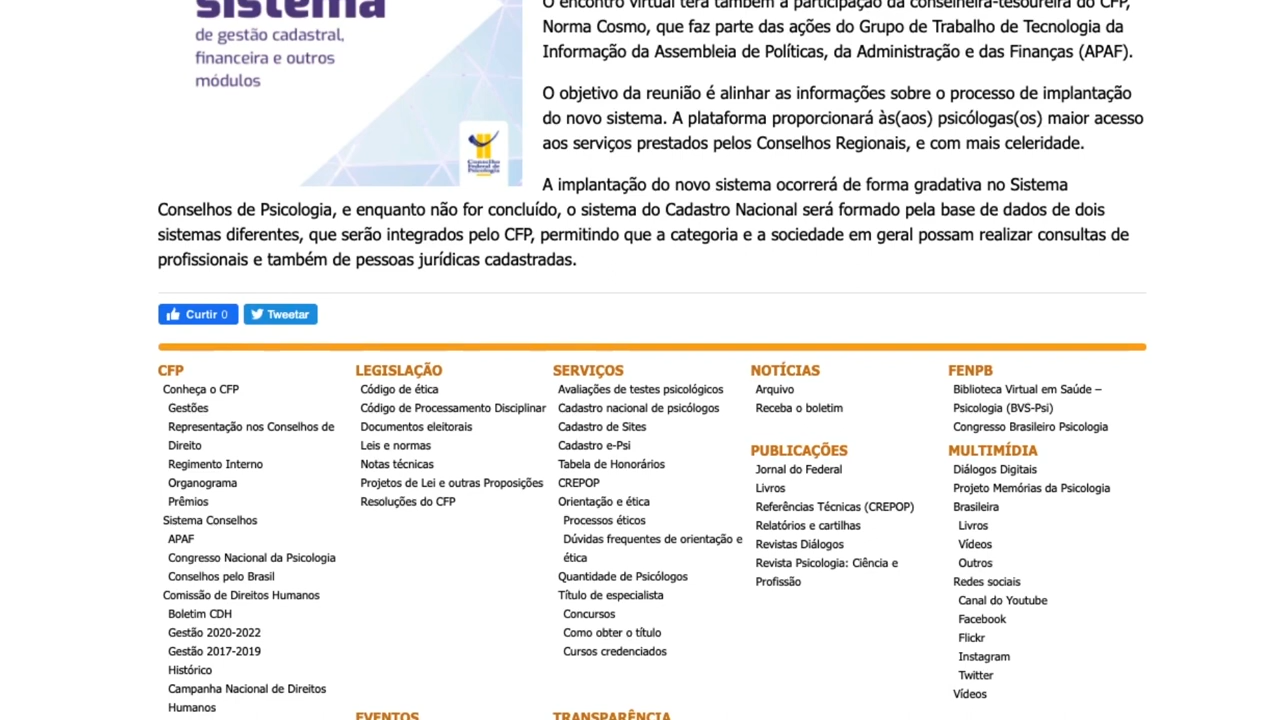 sistema
de gestão cadastral,
financeira e outros
módulos
Conselho
Federal de
Psicologia
O encontro virtual terá também a participação da conselheira-tesoureira do CFP,
Norma Cosmo, que faz parte das ações do Grupo de Trabalho de Tecnologia da
Informação da Assembleia de Políticas, da Administração e das Finanças (APAF).
O objetivo da reunião é alinhar as informações sobre o processo de implantação
do novo sistema. A plataforma proporcionará às(aos) psicólogas(os) maior acesso
aos serviços prestados pelos Conselhos Regionais, e com mais celeridade.
A implantação do novo sistema ocorrerá de forma gradativa no Sistema
Conselhos de Psicologia, e enquanto não for concluído, o sistema do Cadastro Nacional será formado pela base de dados de dois
sistemas diferentes, que serão integrados pelo CFP, permitindo que a categoria e a sociedade em geral possam realizar consultas de
profissionais e também de pessoas jurídicas cadastradas.
Curtir 0
Tweetar
CFP
Conheça o CFP
Gestões
Representação nos Conselhos de
Direito
Regimento Interno
Organograma
Prêmios
Sistema Conselhos
APAF
Congresso Nacional da Psicologia
Conselhos pelo Brasil
Comissão de Direitos Humanos
Boletim CDH
Gestão 2020-2022
Gestão 2017-2019
Histórico
Campanha Nacional de Direitos
Humanos
LEGISLAÇÃO
Código de ética
Código de Processamento Disciplinar
Documentos eleitorais
Leis e normas
Notas técnicas
Projetos de Lei e outras Proposições
Resoluções do CFP
EVENTOS
SERVIÇOS
Avaliações de testes psicológicos
Cadastro nacional de psicólogos
Cadastro de Sites
Cadastro e-Psi
Tabela de Honorários
CREPOP
Orientação e ética
Processos éticos
Dúvidas frequentes de orientação e
ética
Quantidade de Psicólogos
Título de especialista
Concursos
Como obter o título
Cursos credenciados
TRANSPARÊNCIA
NOTÍCIAS
Arquivo
Receba o boletim
PUBLICAÇÕES
Jornal do Federal
Livros
Referências Técnicas (CREPOP)
Relatórios e cartilhas
Revistas Diálogos
Revista Psicologia: Ciência e
Profissão
FENPB
Biblioteca Virtual em Saúde –
Psicologia (BVS-Psi)
Congresso Brasileiro Psicologia
MULTIMÍDIA
Diálogos Digitais
Projeto Memórias da Psicologia
Brasileira
Livros
Vídeos
Outros
Redes sociais
Canal do Youtube
Facebook
Flickr
Instagram
Twitter
Vídeos